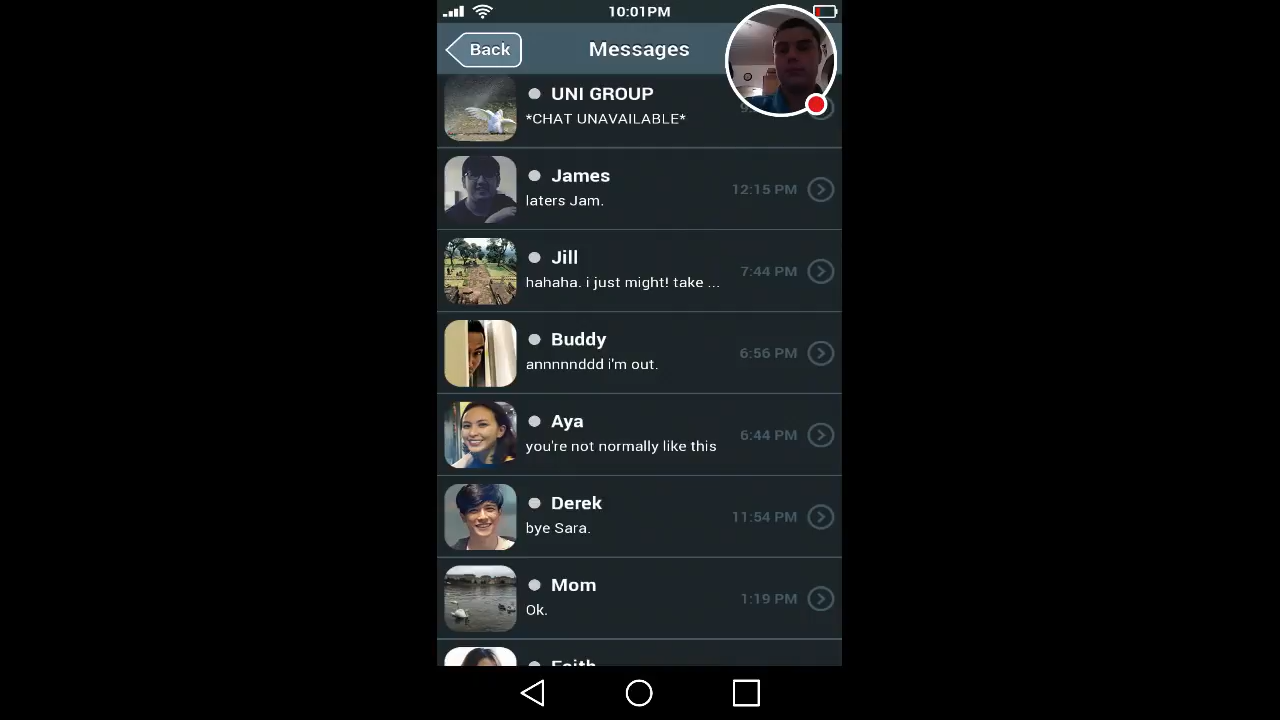 10:01PM
Back
Messages
UNI GROUP
*CHAT UNAVAILABLE*
James
laters Jam.
12:15 PM
Jill
hahaha. i just might! take ...
7:44 PM
Buddy
annnnnddd i'm out.
6:56 PM
Aya
you're not normally like this
6:44 PM
Derek
bye Sara.
11:54 PM
Mom
Ok.
1:19 PM